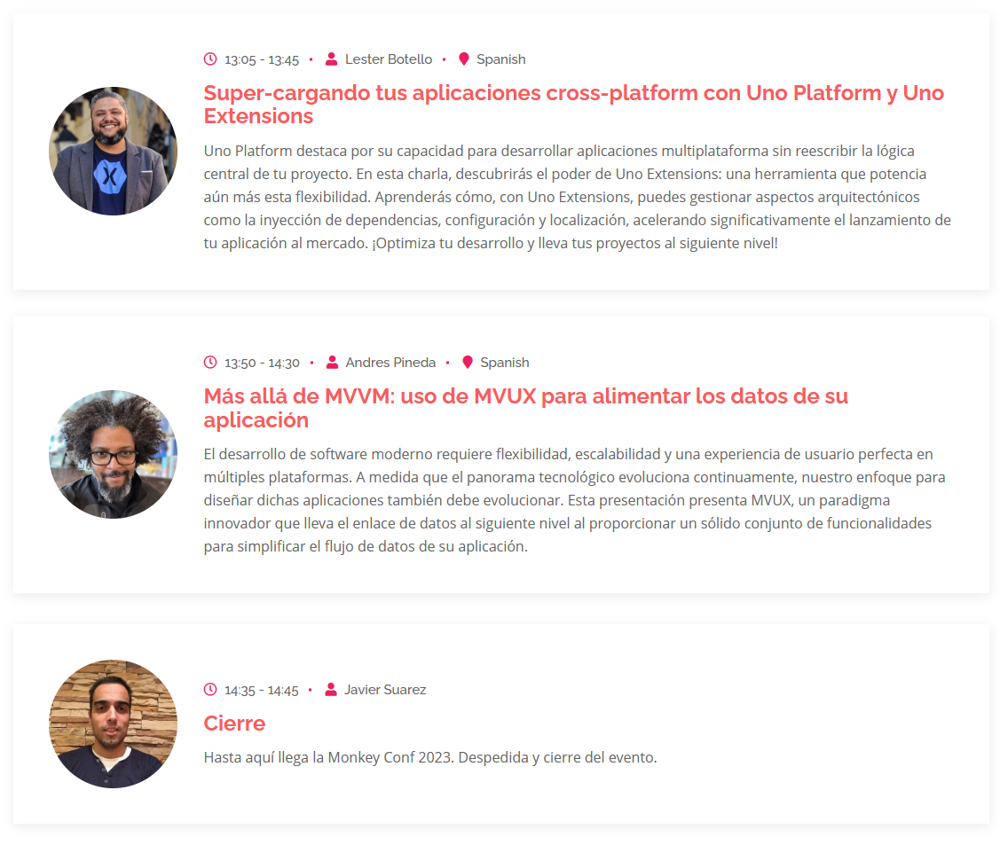 13:05 - 13:45 • Lester Botello • Spanish
Super-cargando tus aplicaciones cross-platform con Uno Platform y Uno
Extensions
Uno Platform destaca por su capacidad para desarrollar aplicaciones multiplataforma sin reescribir la lógica
central de tu proyecto. En esta charla, descubrirás el poder de Uno Extensions: una herramienta que potencia
aún más esta flexibilidad. Aprenderás cómo, con Uno Extensions, puedes gestionar aspectos arquitectónicos
como la inyección de dependencias, configuración y localización, acelerando significativamente el lanzamiento de
tu aplicación al mercado. ¡Optimiza tu desarrollo y lleva tus proyectos al siguiente nivel!
13:50 - 14:30 • Andres Pineda • Spanish
Más allá de MVVM: uso de MVUX para alimentar los datos de su
aplicación
El desarrollo de software moderno requiere flexibilidad, escalabilidad y una experiencia de usuario perfecta en
múltiples plataformas. A medida que el panorama tecnológico evoluciona continuamente, nuestro enfoque para
diseñar dichas aplicaciones también debe evolucionar. Esta presentación presenta MVUX, un paradigma
innovador que lleva el enlace de datos al siguiente nivel al proporcionar un sólido conjunto de funcionalidades
para simplificar el flujo de datos de su aplicación.
14:35 - 14:45 • Javier Suarez
Cierre
Hasta aquí llega la Monkey Conf 2023. Despedida y cierre del evento.